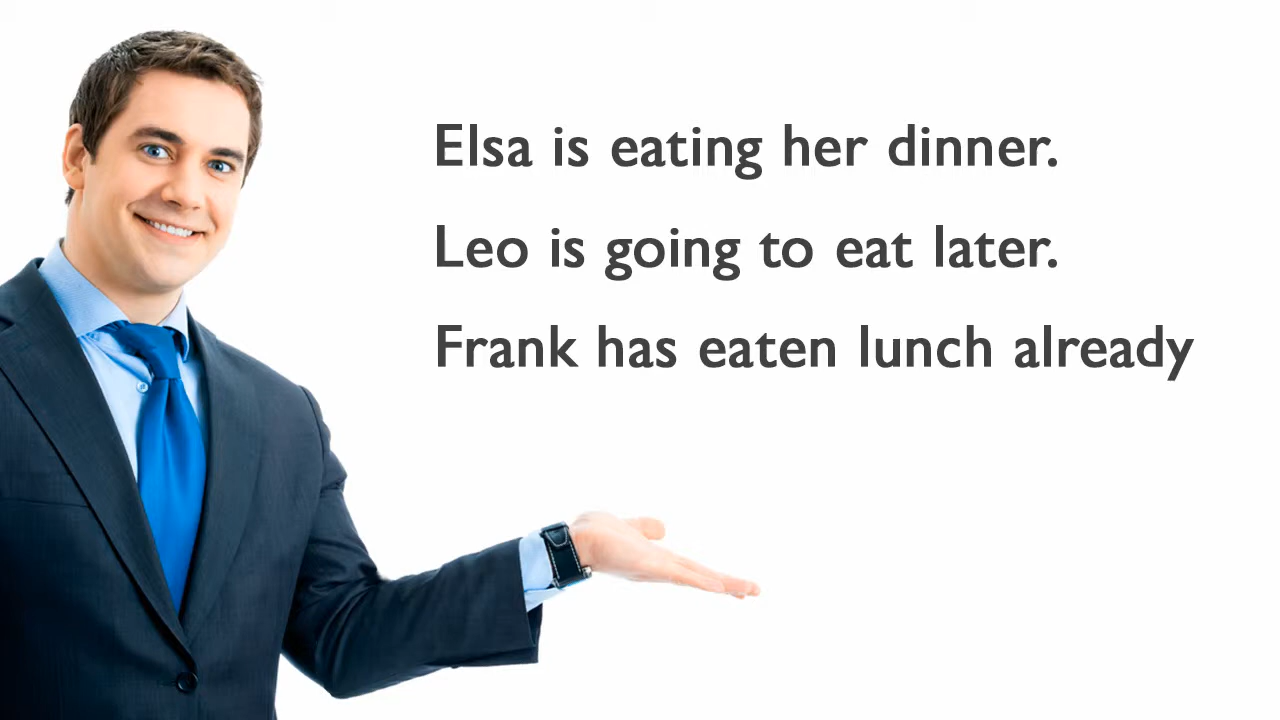 Elsa is eating her dinner.
Leo is going to eat later.
Frank has eaten lunch already